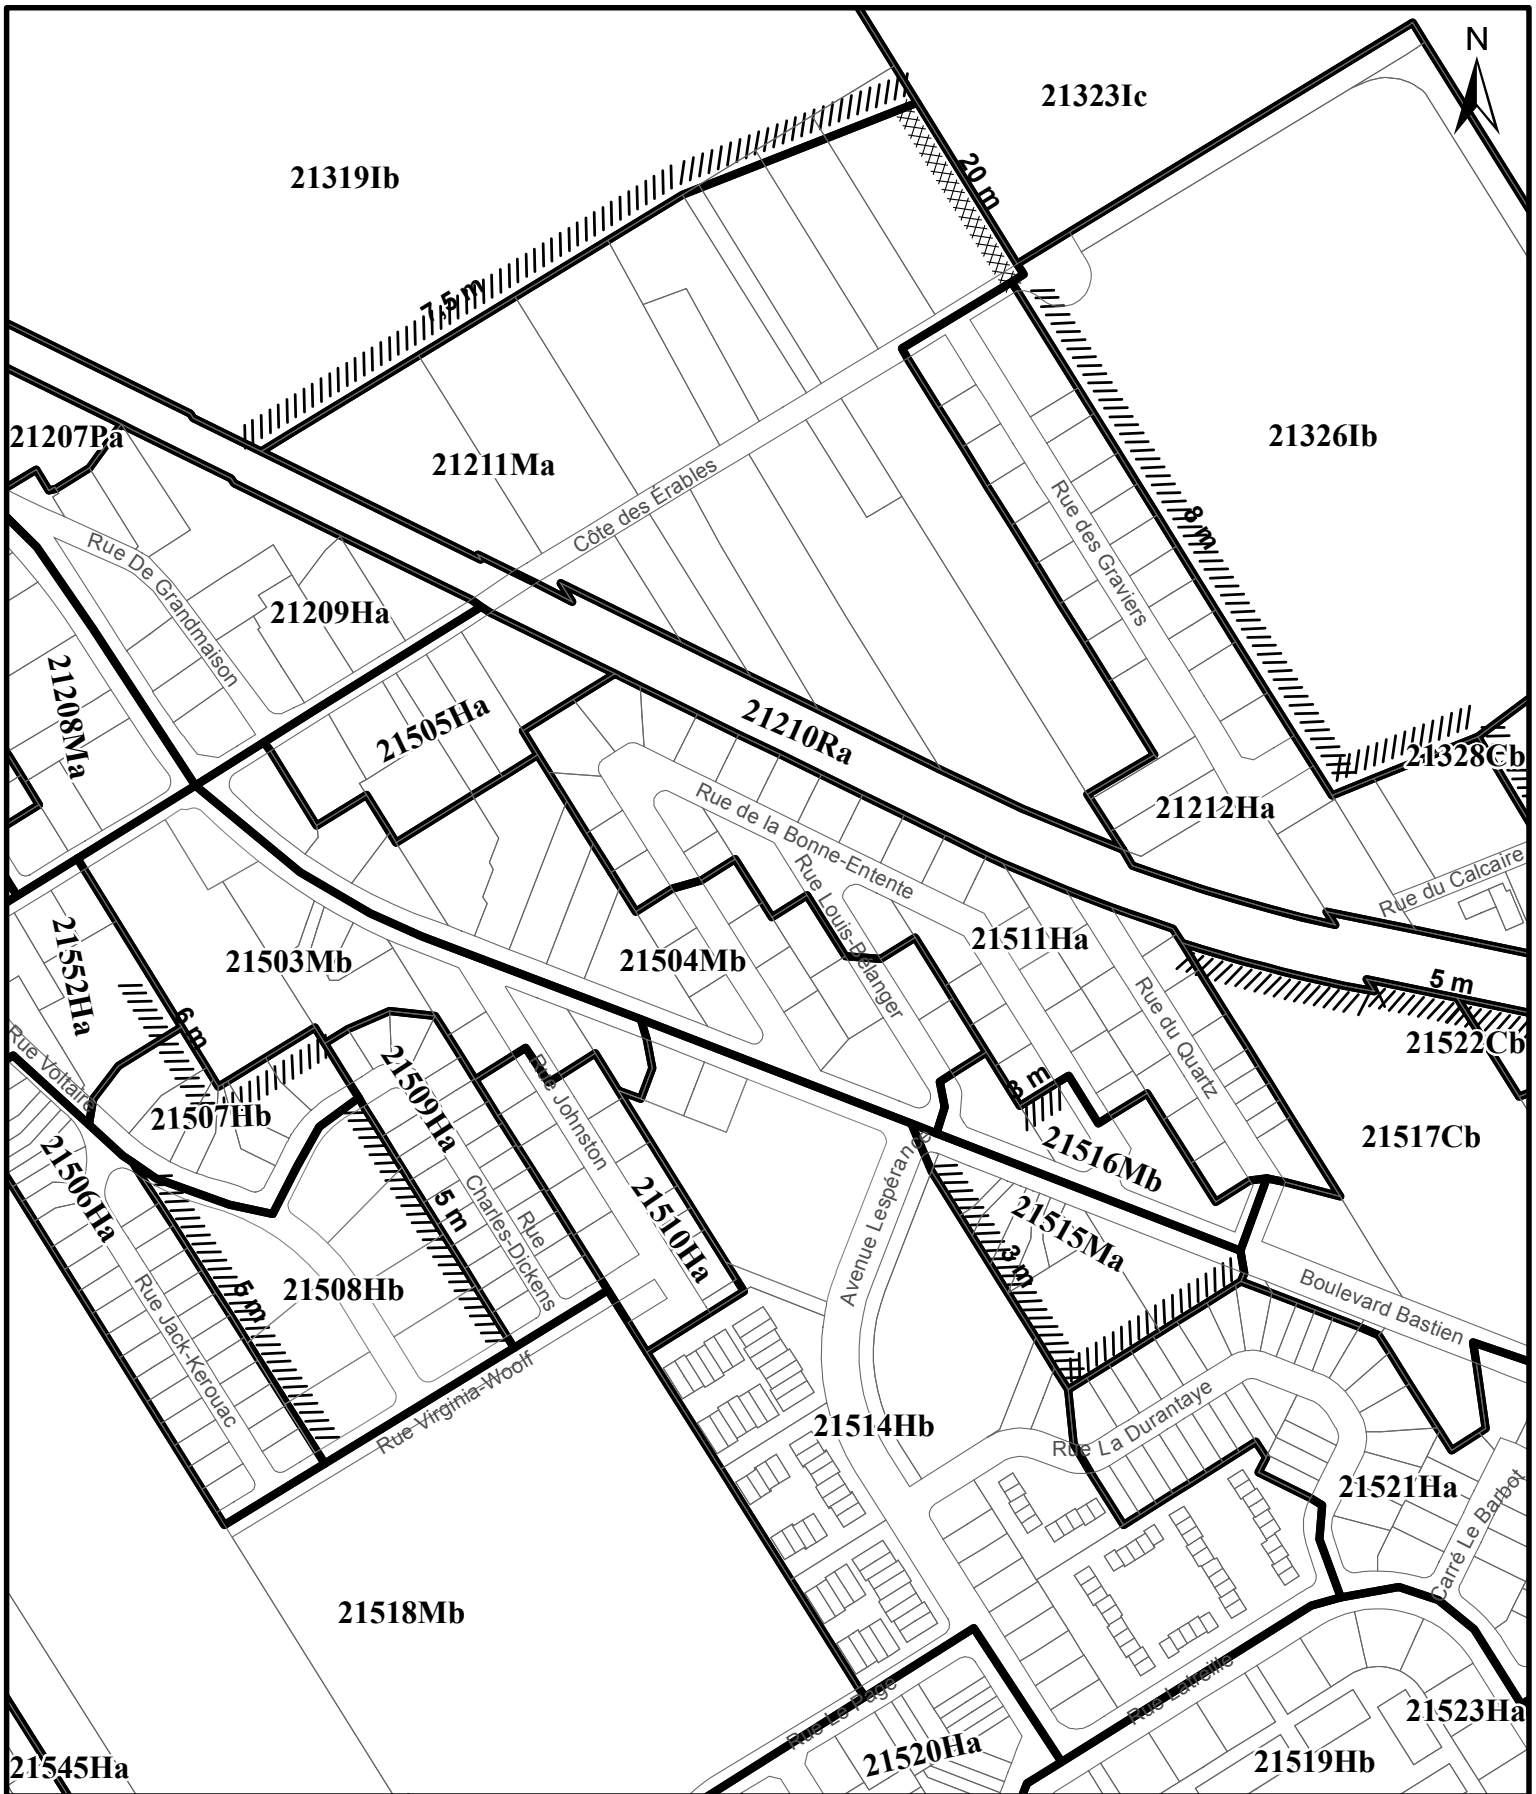 N
21323Ic
21319Ib
20 m
7,5 m
21207Pa
21211Ma
21326Ib
Côte des Érables
Rue des Graviers
8 m
Rue De Grandmaison
21209Ha
21208Ma
21505Ha
21210Ra
21328Cb
Rue de la Bonne-Entente
21212Ha
Rue du Calcaire
Rue Louis-Bélanger
21552Ha
21503Mb
21504Mb
21511Ha
5 m
6 m
Rue du Quartz
21522Cb
Rue Voltaire
21509Ha
Rue Johnston
3 m
21507Hb
21506Ha
21516Mb
21517Cb
Avenue Lespérance
5 m
Rue
Charles-Dickens
21510Ha
21515Ma
3 m
21508Hb
5 m
Rue Jack-Kerouac
Boulevard Bastien
Rue Virginia-Woolf
21514Hb
Rue La Durantaye
21521Ha
Carré Le Barbot
21518Mb
Rue Le Page
Rue Latreille
21523Ha
21520Ha
21519Hb
21545Ha